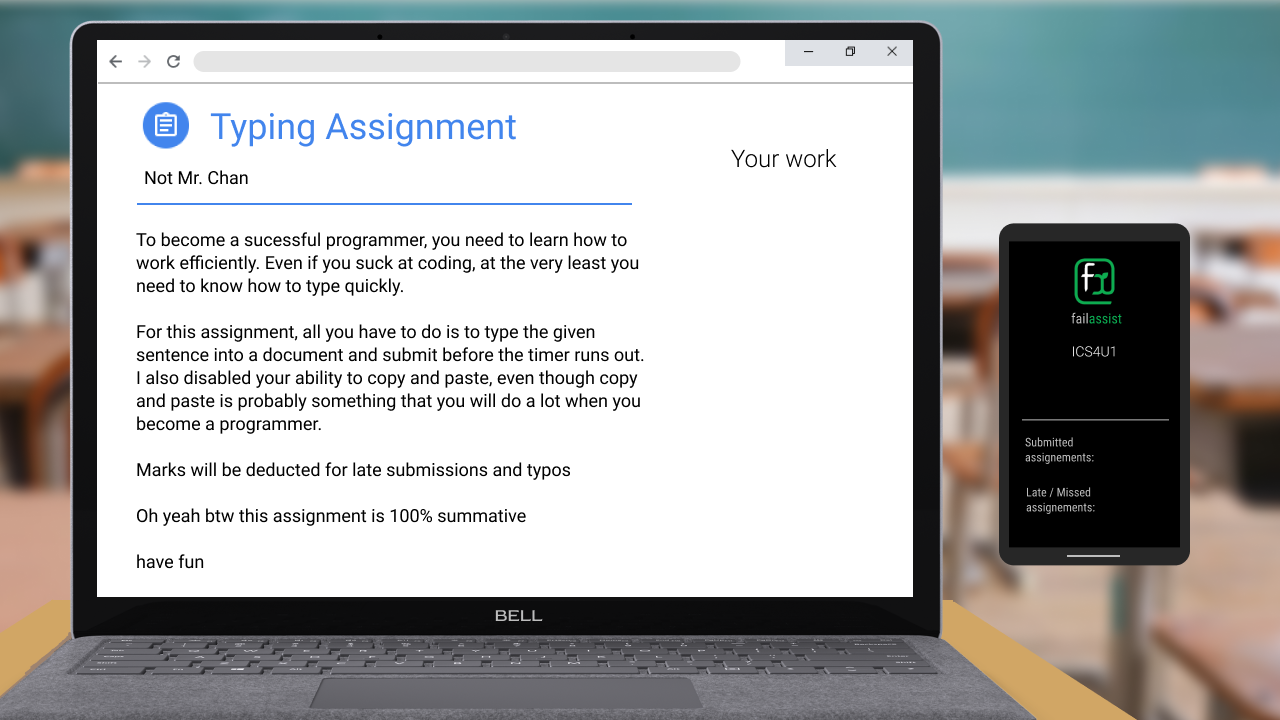 Typing Assignment
Not Mr. Chan
Your work
To become a sucessful programmer, you need to learn how to
work efficiently. Even if you suck at coding, at the very least you
need to know how to type quickly.
For this assignment, all you have to do is to type the given
sentence into a document and submit before the timer runs out.
I also disabled your ability to copy and paste, even though copy
and paste is probably something that you will do a lot when you
become a programmer.
Marks will be deducted for late submissions and typos
Oh yeah btw this assignment is 100% summative
have fun
BELL
failassist
ICS4U1
Submitted
assignements:
Late / Missed
assignements: